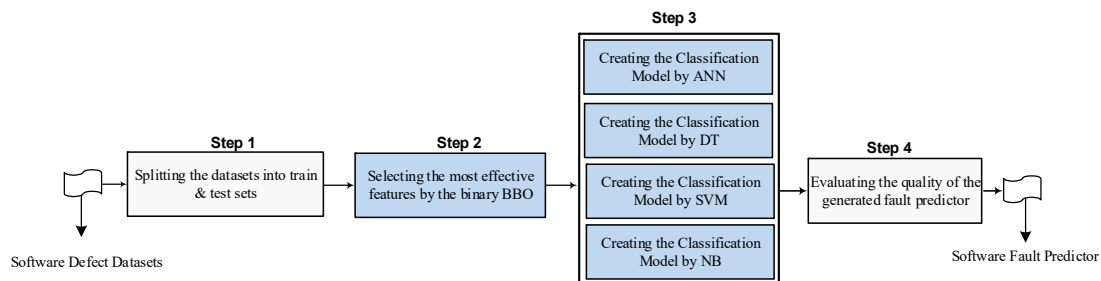 Step 1
Splitting the datasets into train
& test sets
Software Defect Datasets
Step 2
Selecting the most effective
features by the binary BBO
Step 3
Creating the Classification
Model by ANN
Creating the Classification
Model by DT
Creating the Classification
Model by SVM
Creating the Classification
Model by NB
Step 4
Evaluating the quality of the
generated fault predictor
Software Fault Predictor